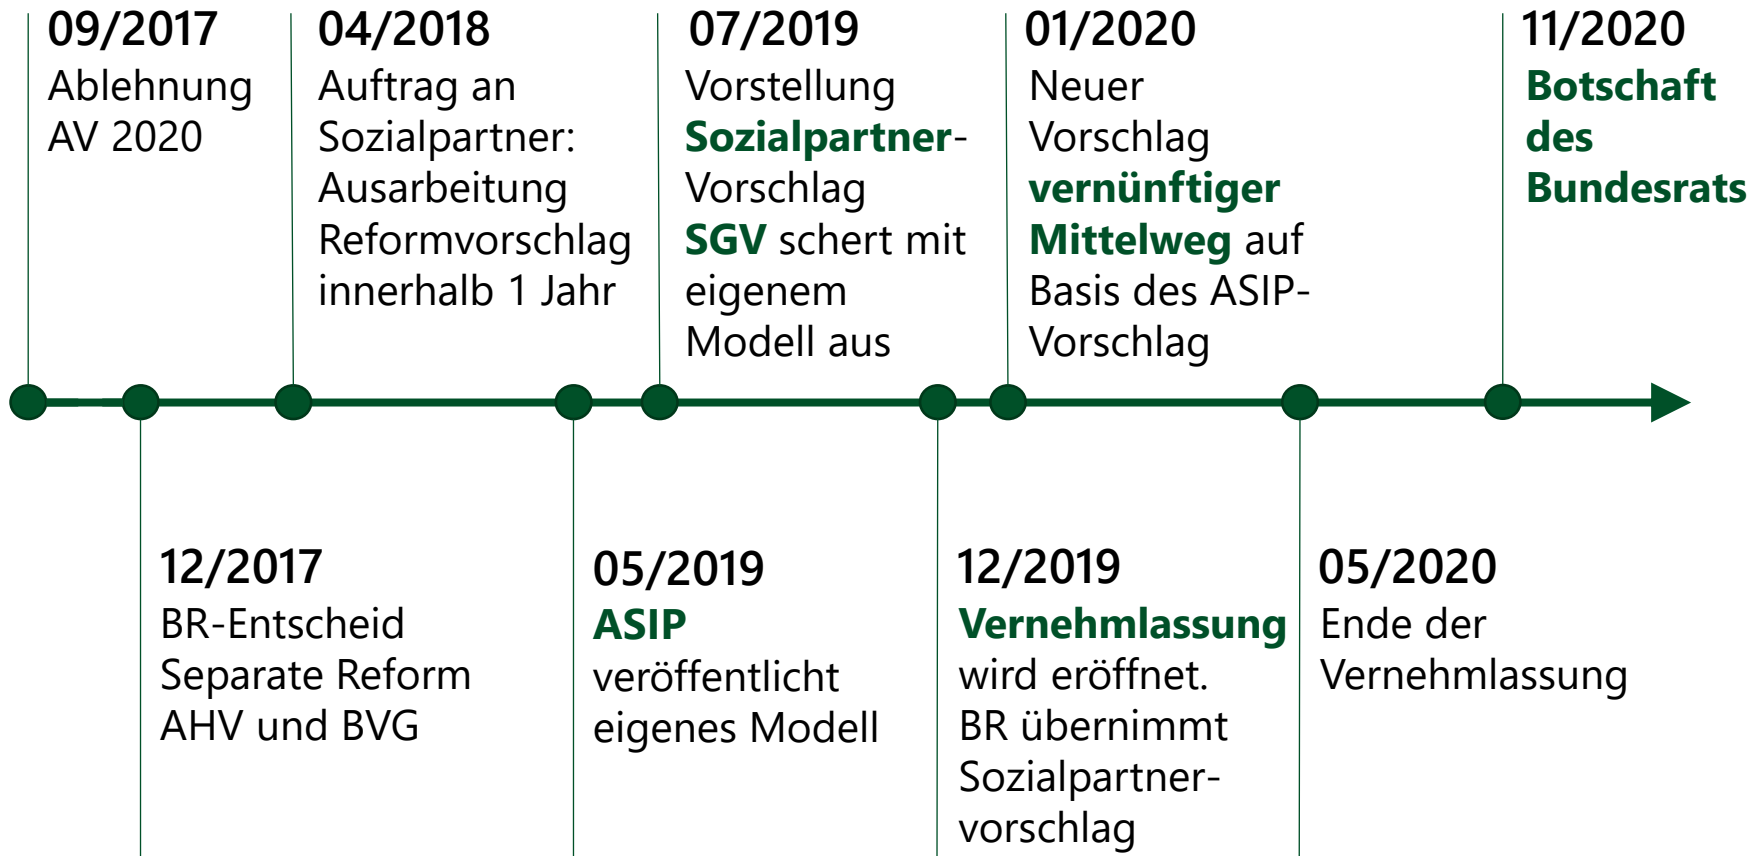 09/2017
Ablehnung
AV 2020
04/2018
Auftrag an
Sozialpartner:
Ausarbeitung
Reformvorschlag
innerhalb 1 Jahr
07/2019
Vorstellung
Sozialpartner-
Vorschlag
SGV schert mit
eigenem
Modell aus
01/2020
Neuer
Vorschlag
vernünftiger
Mittelweg auf
Basis des ASIP-
Vorschlag
11/2020
Botschaft
des
Bundesrats
12/2017
BR-Entscheid
Separate Reform
AHV und BVG
05/2019
ASIP
veröffentlicht
eigenes Modell
12/2019
Vernehmlassung
wird eröffnet.
BR übernimmt
Sozialpartner-
vorschlag
05/2020
Ende der
Vernehmlassung